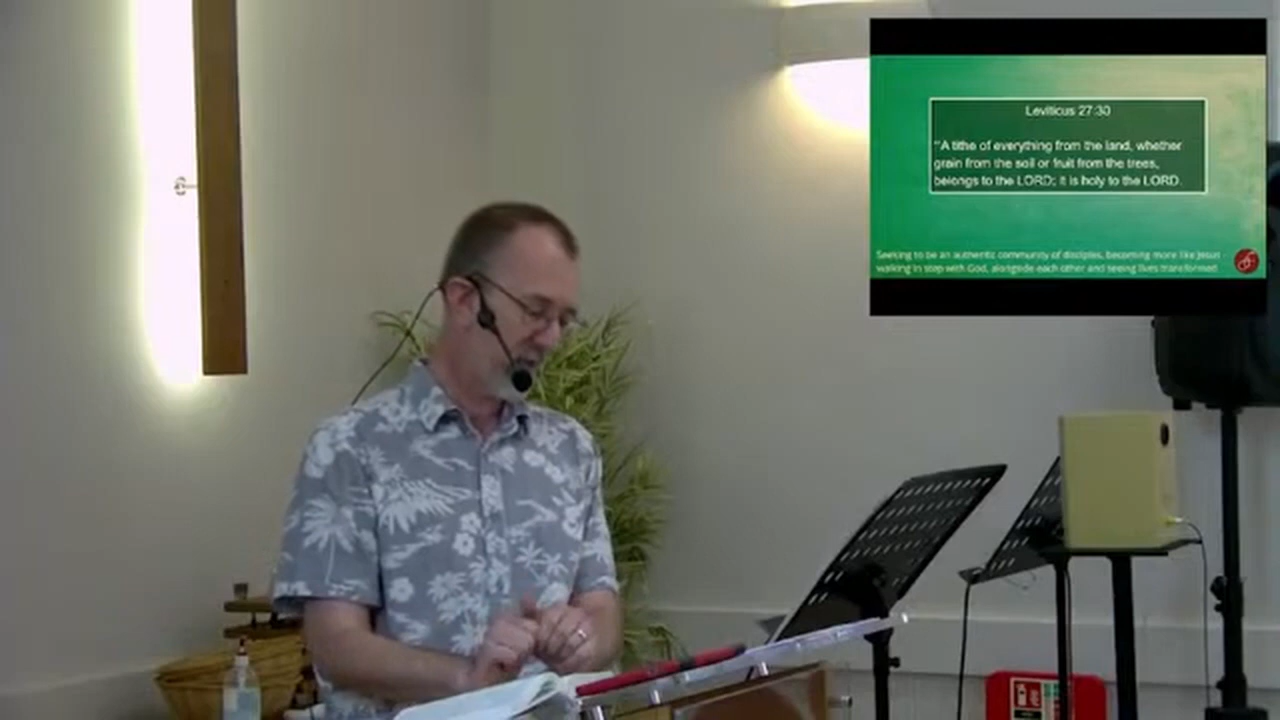 Leviticus 27:30
"A tithe of everything from the land, whether
grain from the soil or fruit from the trees,
belongs to the LORD; it is holy to the LORD.
Seeking to be an authentic community of disciples, becoming more like Jesus -
walking in step with God, alongside each other and seeing lives transformed